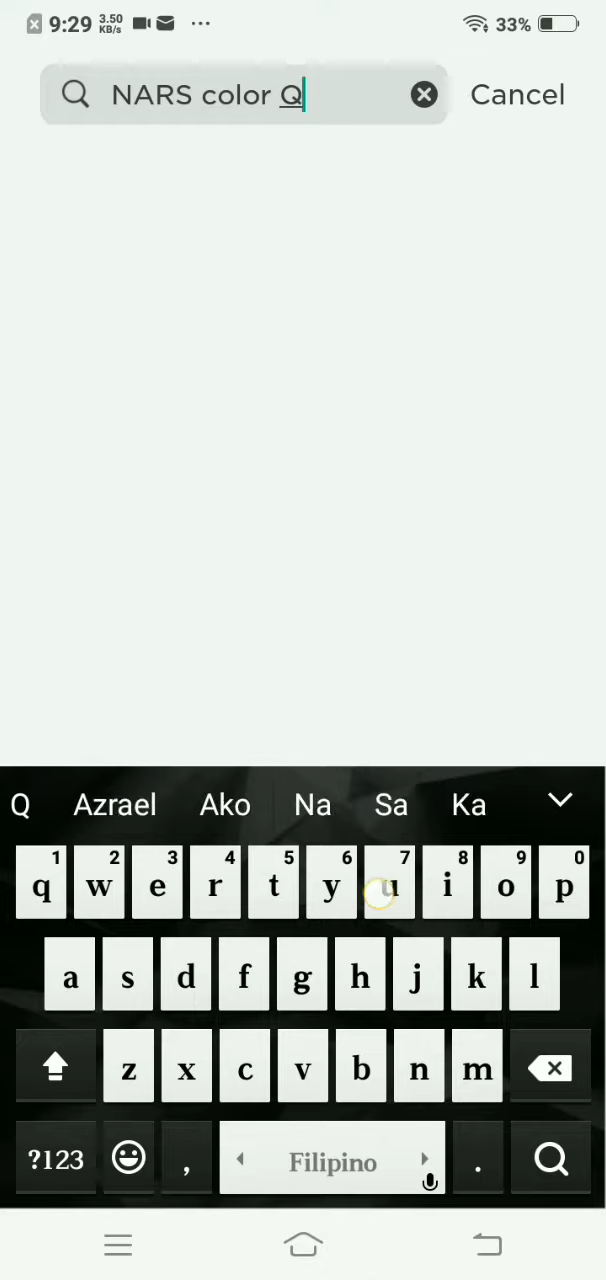 9:29 3.50 KB/s ... 33%
NARS color Q Cancel
Q Azrael Ako Na Sa Ka
1 2 3 4 5 6 7 8 9 0
q w e r t y u i o p
a s d f g h j k l
z x c v b n m
?123 , Filipino .